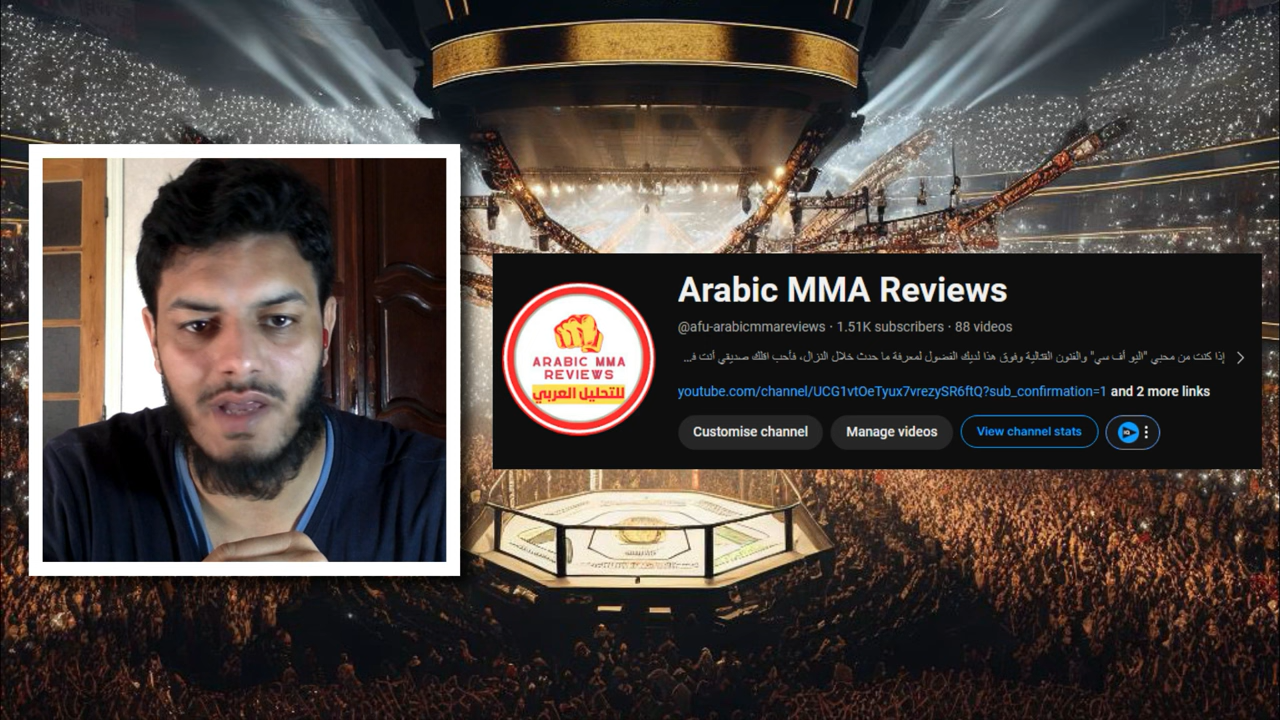 Arabic MMA Reviews
@afu-arabicmmareviews · 1.51K subscribers · 88 videos
إذا كنت من محبي "اليو أف سي" والفنون القتالية وفوق هذا لديك الفضول لمعرفة ما حدث خلال النزال، فأحب اقلك صديقي أنت ف...
youtube.com/channel/UCG1vtOeTyux7vrezySR6ftQ?sub_confirmation=1 and 2 more links
Customise channel Manage videos View channel stats
ARABIC MMA
REVIEWS
للتحليل العربي